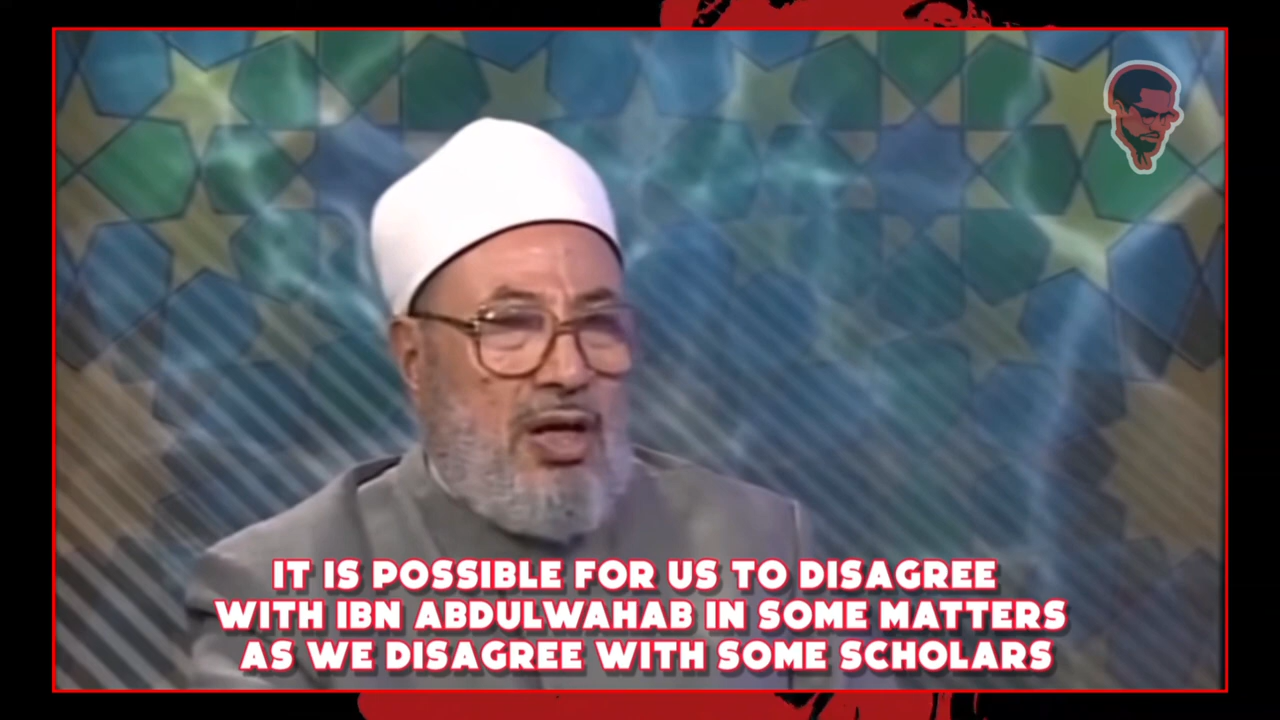 IT IS POSSIBLE FOR US TO DISAGREE
WITH IBN ABDULWAHAB IN SOME MATTERS
AS WE DISAGREE WITH SOME SCHOLARS